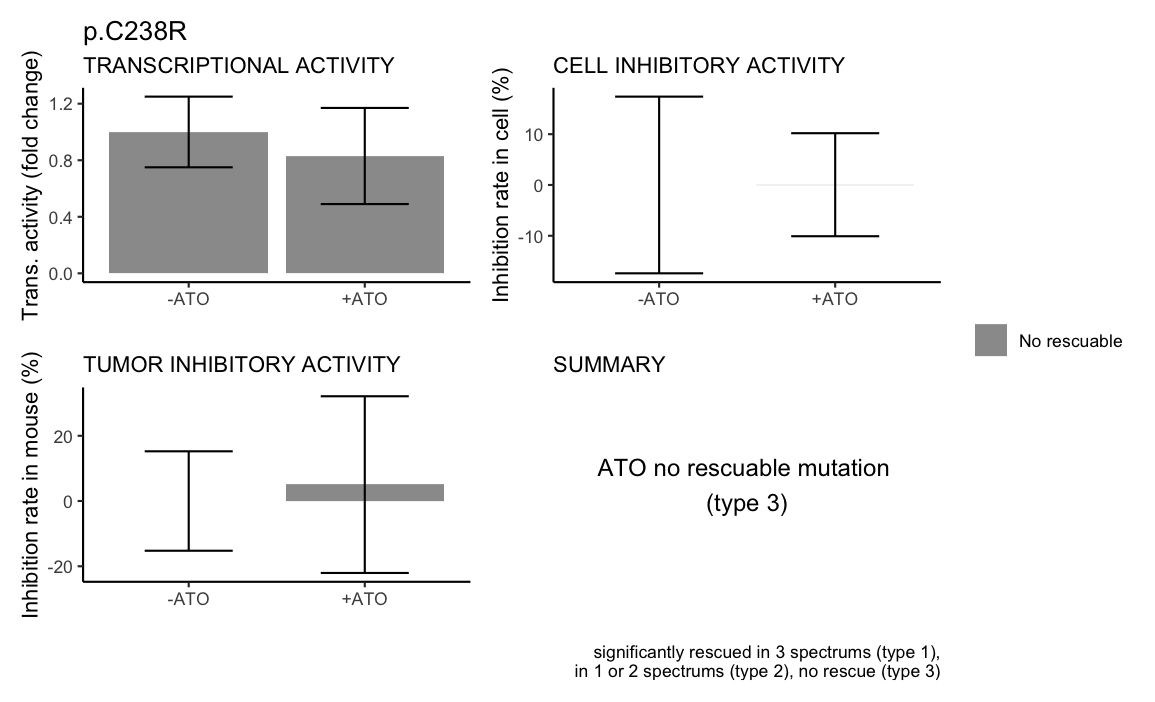 p.C238R
TRANSCRIPTIONAL ACTIVITY
Trans. activity (fold change)
1.2
0.8
0.4
0.0
-ATO
+ATO
CELL INHIBITORY ACTIVITY
Inhibition rate in cell (%)
10
0
-10
-ATO
+ATO
No rescuable
TUMOR INHIBITORY ACTIVITY
Inhibition rate in mouse (%)
20
0
-20
-ATO
+ATO
SUMMARY
ATO no rescuable mutation
(type 3)
significantly rescued in 3 spectrums (type 1),
in 1 or 2 spectrums (type 2), no rescue (type 3)